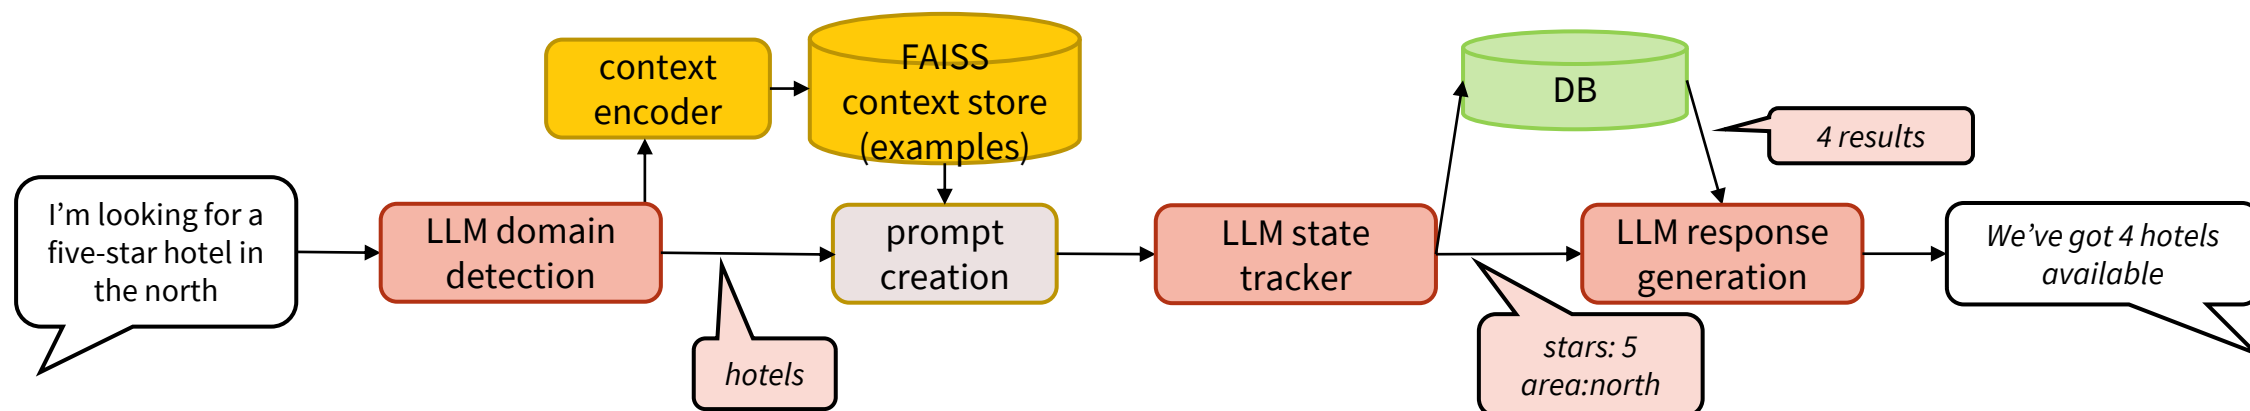 I’m looking for a
five-star hotel in
the north
LLM domain
detection
context
encoder
FAISS
context store
(examples)
hotels
prompt
creation
LLM state
tracker
stars: 5
area:north
DB
4 results
LLM response
generation
We’ve got 4 hotels
available